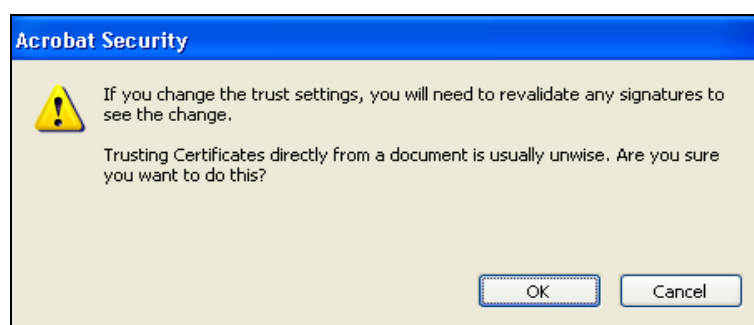 Acrobat Security
If you change the trust settings, you will need to revalidate any signatures to
see the change.
Trusting Certificates directly from a document is usually unwise. Are you sure
you want to do this?
OK
Cancel